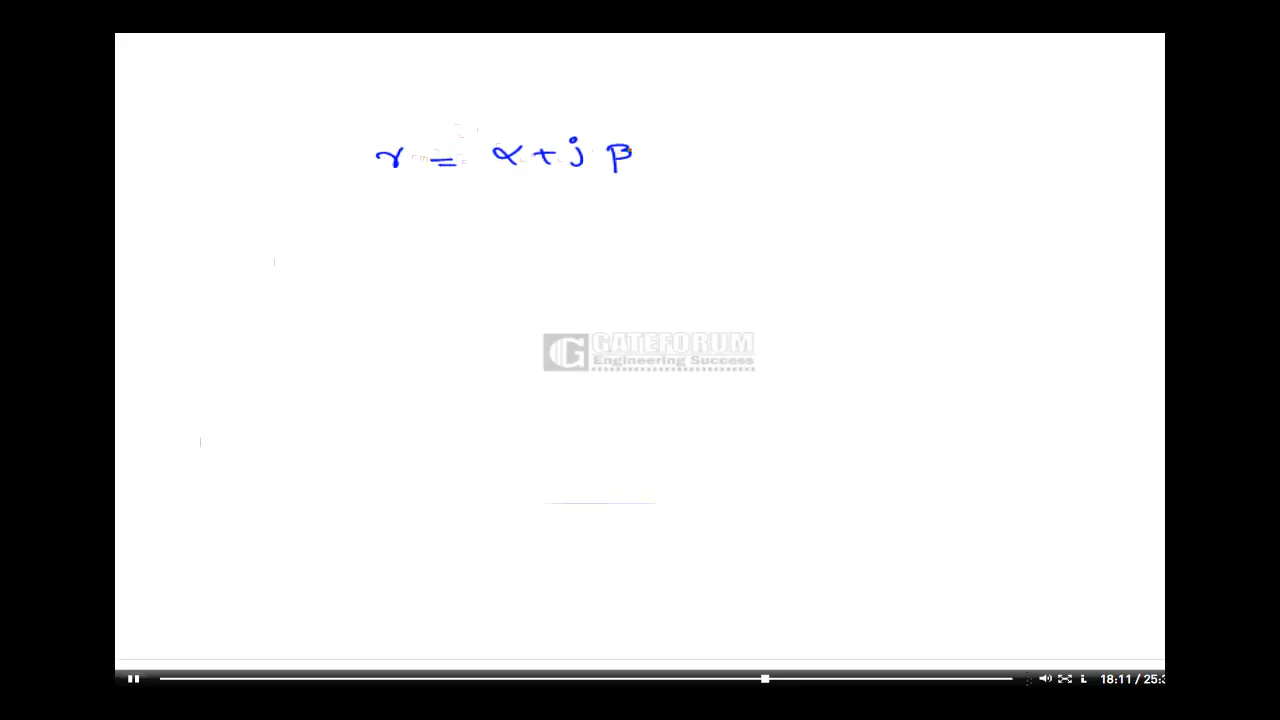 γ = α + j β
GATEFORUM
Engineering Success
18:11 / 25:3